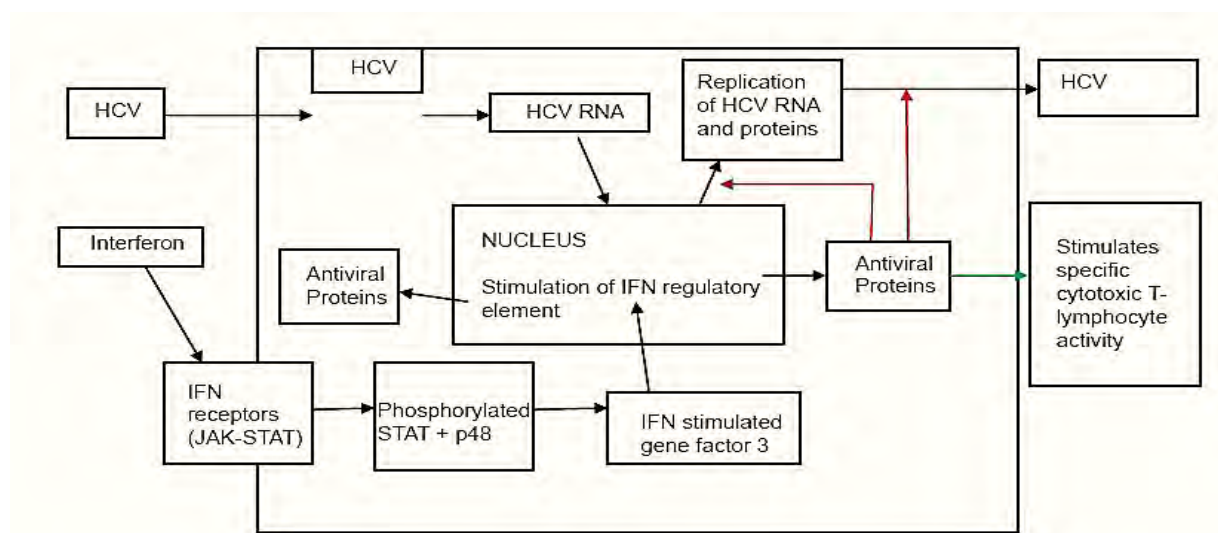 HCV
HCV
HCV RNA
Replication
of HCV RNA
and proteins
HCV
Interferon
Antiviral
Proteins
NUCLEUS
Stimulation of IFN regulatory
element
Antiviral
Proteins
Stimulates
specific
cytotoxic T-
lymphocyte
activity
IFN
receptors
(JAK-STAT)
Phosphorylated
STAT + p48
IFN stimulated
gene factor 3